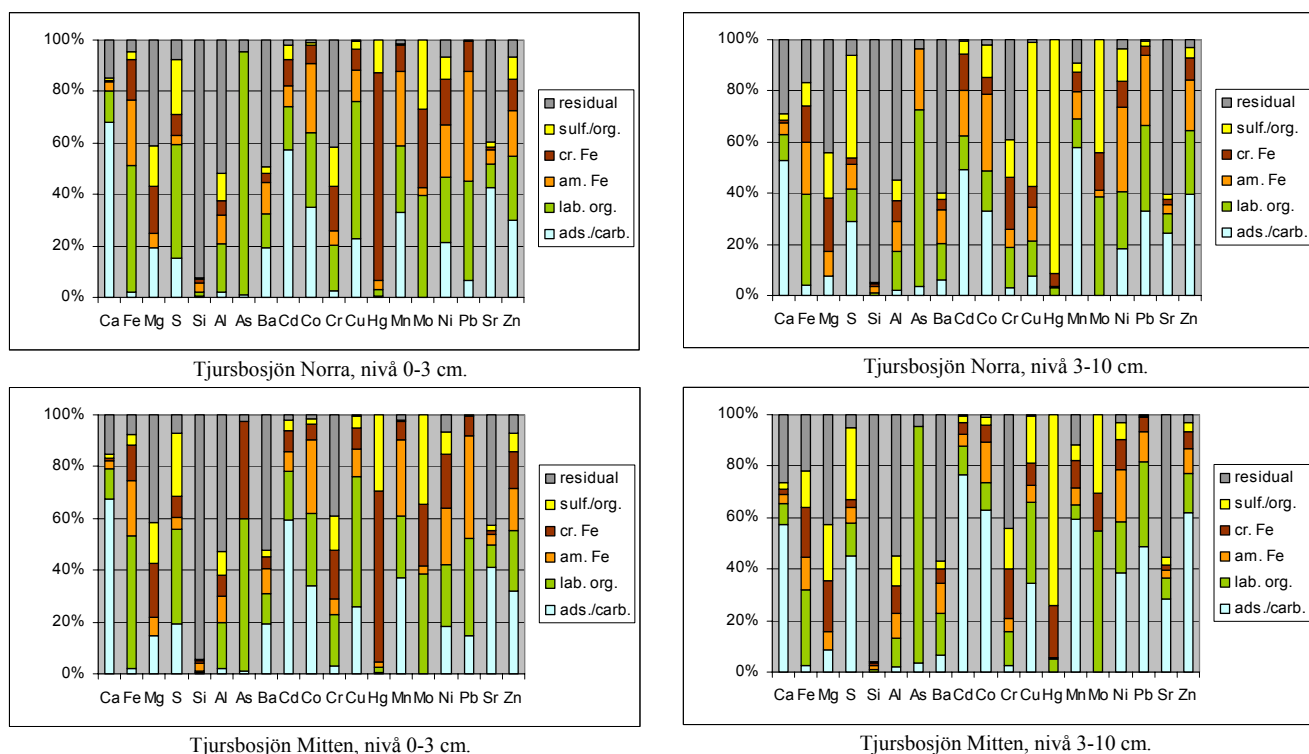 100%
80%
60%
40%
20%
0%
Ca Fe Mg S Si Al As Ba Cd Co Cr Cu Hg Mn Mo Ni Pb Sr Zn
residual
sulf./org.
cr. Fe
am. Fe
lab. org.
ads./carb.
Tjursbosjön Norra, nivå 0-3 cm.
100%
80%
60%
40%
20%
0%
Ca Fe Mg S Si Al As Ba Cd Co Cr Cu Hg Mn Mo Ni Pb Sr Zn
residual
sulf./org.
cr. Fe
am. Fe
lab. org.
ads./carb.
Tjursbosjön Norra, nivå 3-10 cm.
100%
80%
60%
40%
20%
0%
Ca Fe Mg S Si Al As Ba Cd Co Cr Cu Hg Mn Mo Ni Pb Sr Zn
residual
sulf./org.
cr. Fe
am. Fe
lab. org.
ads./carb.
Tjursbosjön Mitten, nivå 0-3 cm.
100%
80%
60%
40%
20%
0%
Ca Fe Mg S Si Al As Ba Cd Co Cr Cu Hg Mn Mo Ni Pb Sr Zn
residual
sulf./org.
cr. Fe
am. Fe
lab. org.
ads./carb.
Tjursbosjön Mitten, nivå 3-10 cm.